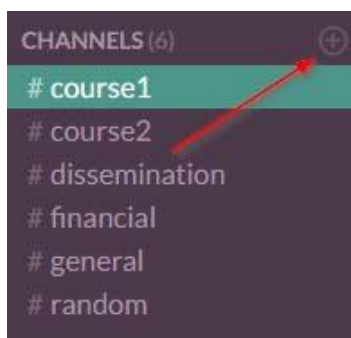 CHANNELS (6)
# course1
# course2
# dissemination
# financial
# general
# random